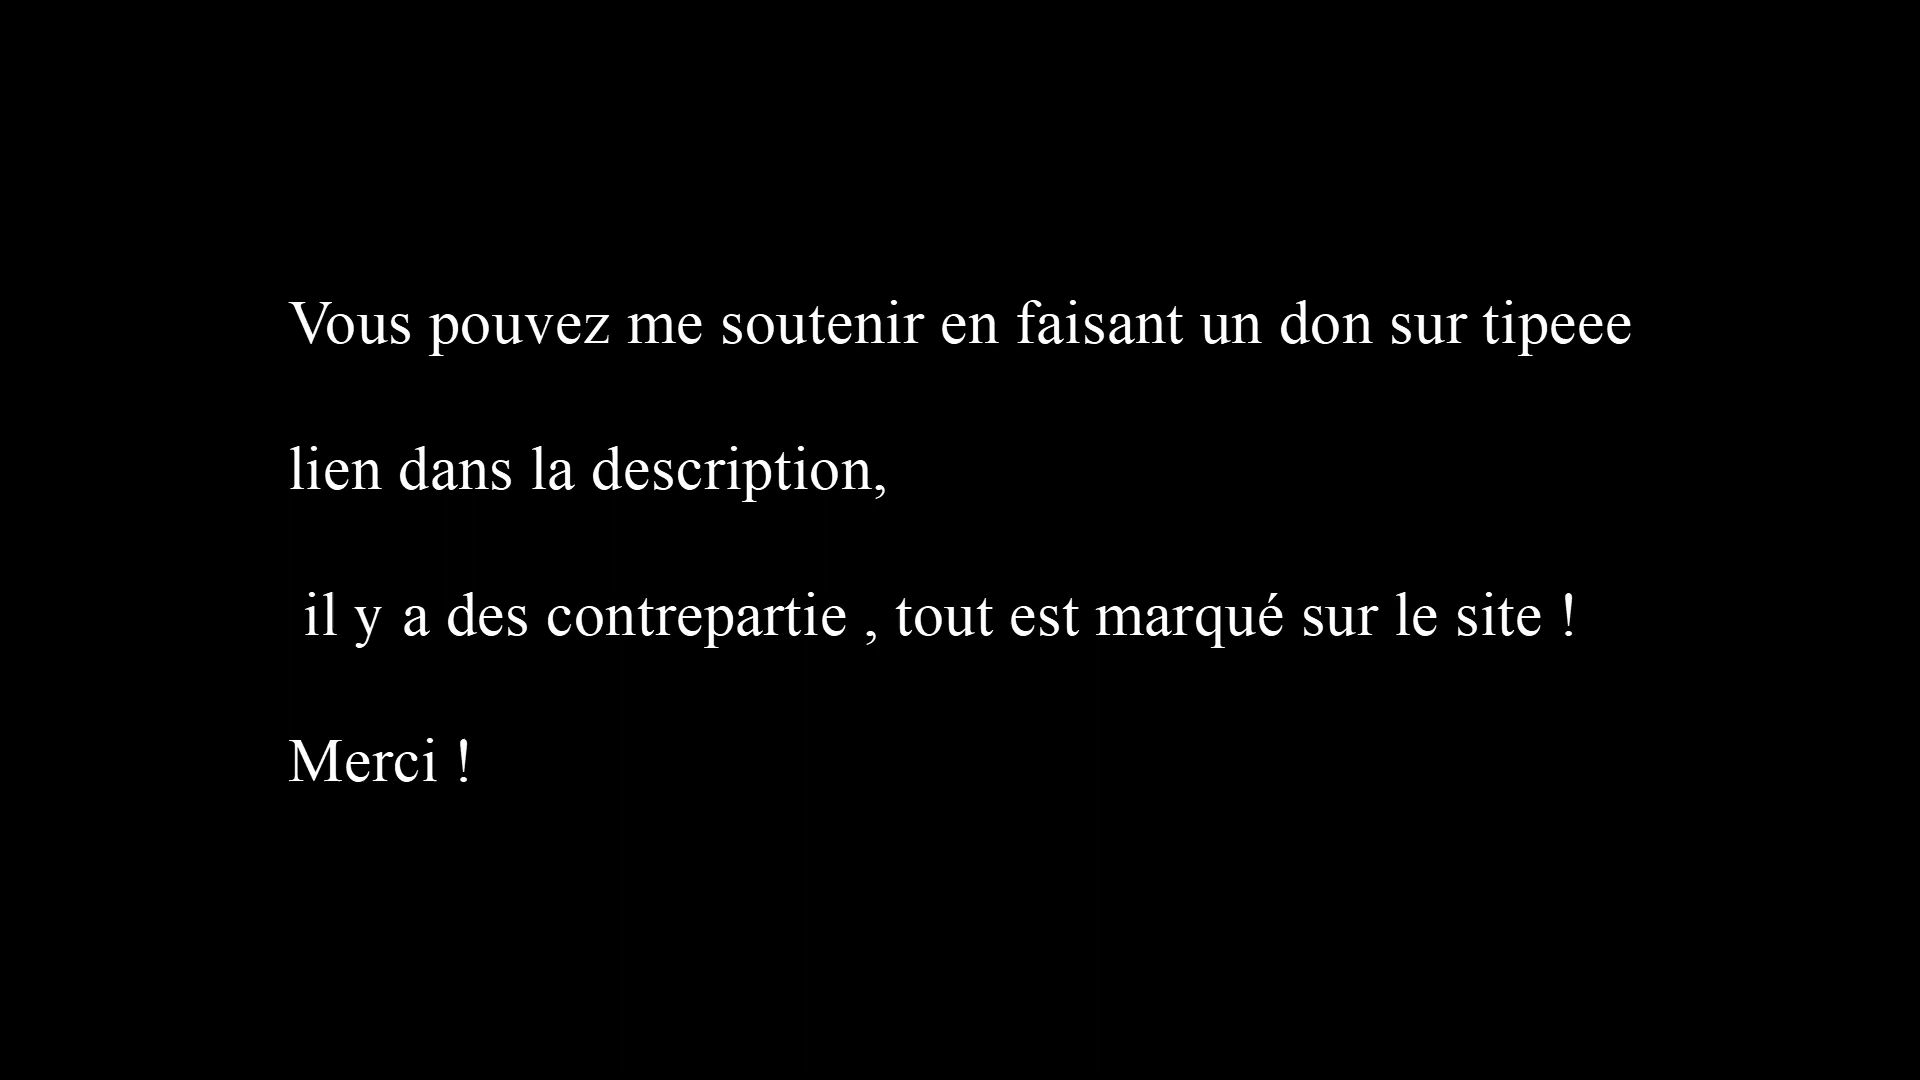 Vous pouvez me soutenir en faisant un don sur tipeee
lien dans la description,
il y a des contrepartie , tout est marqué sur le site !
Merci !